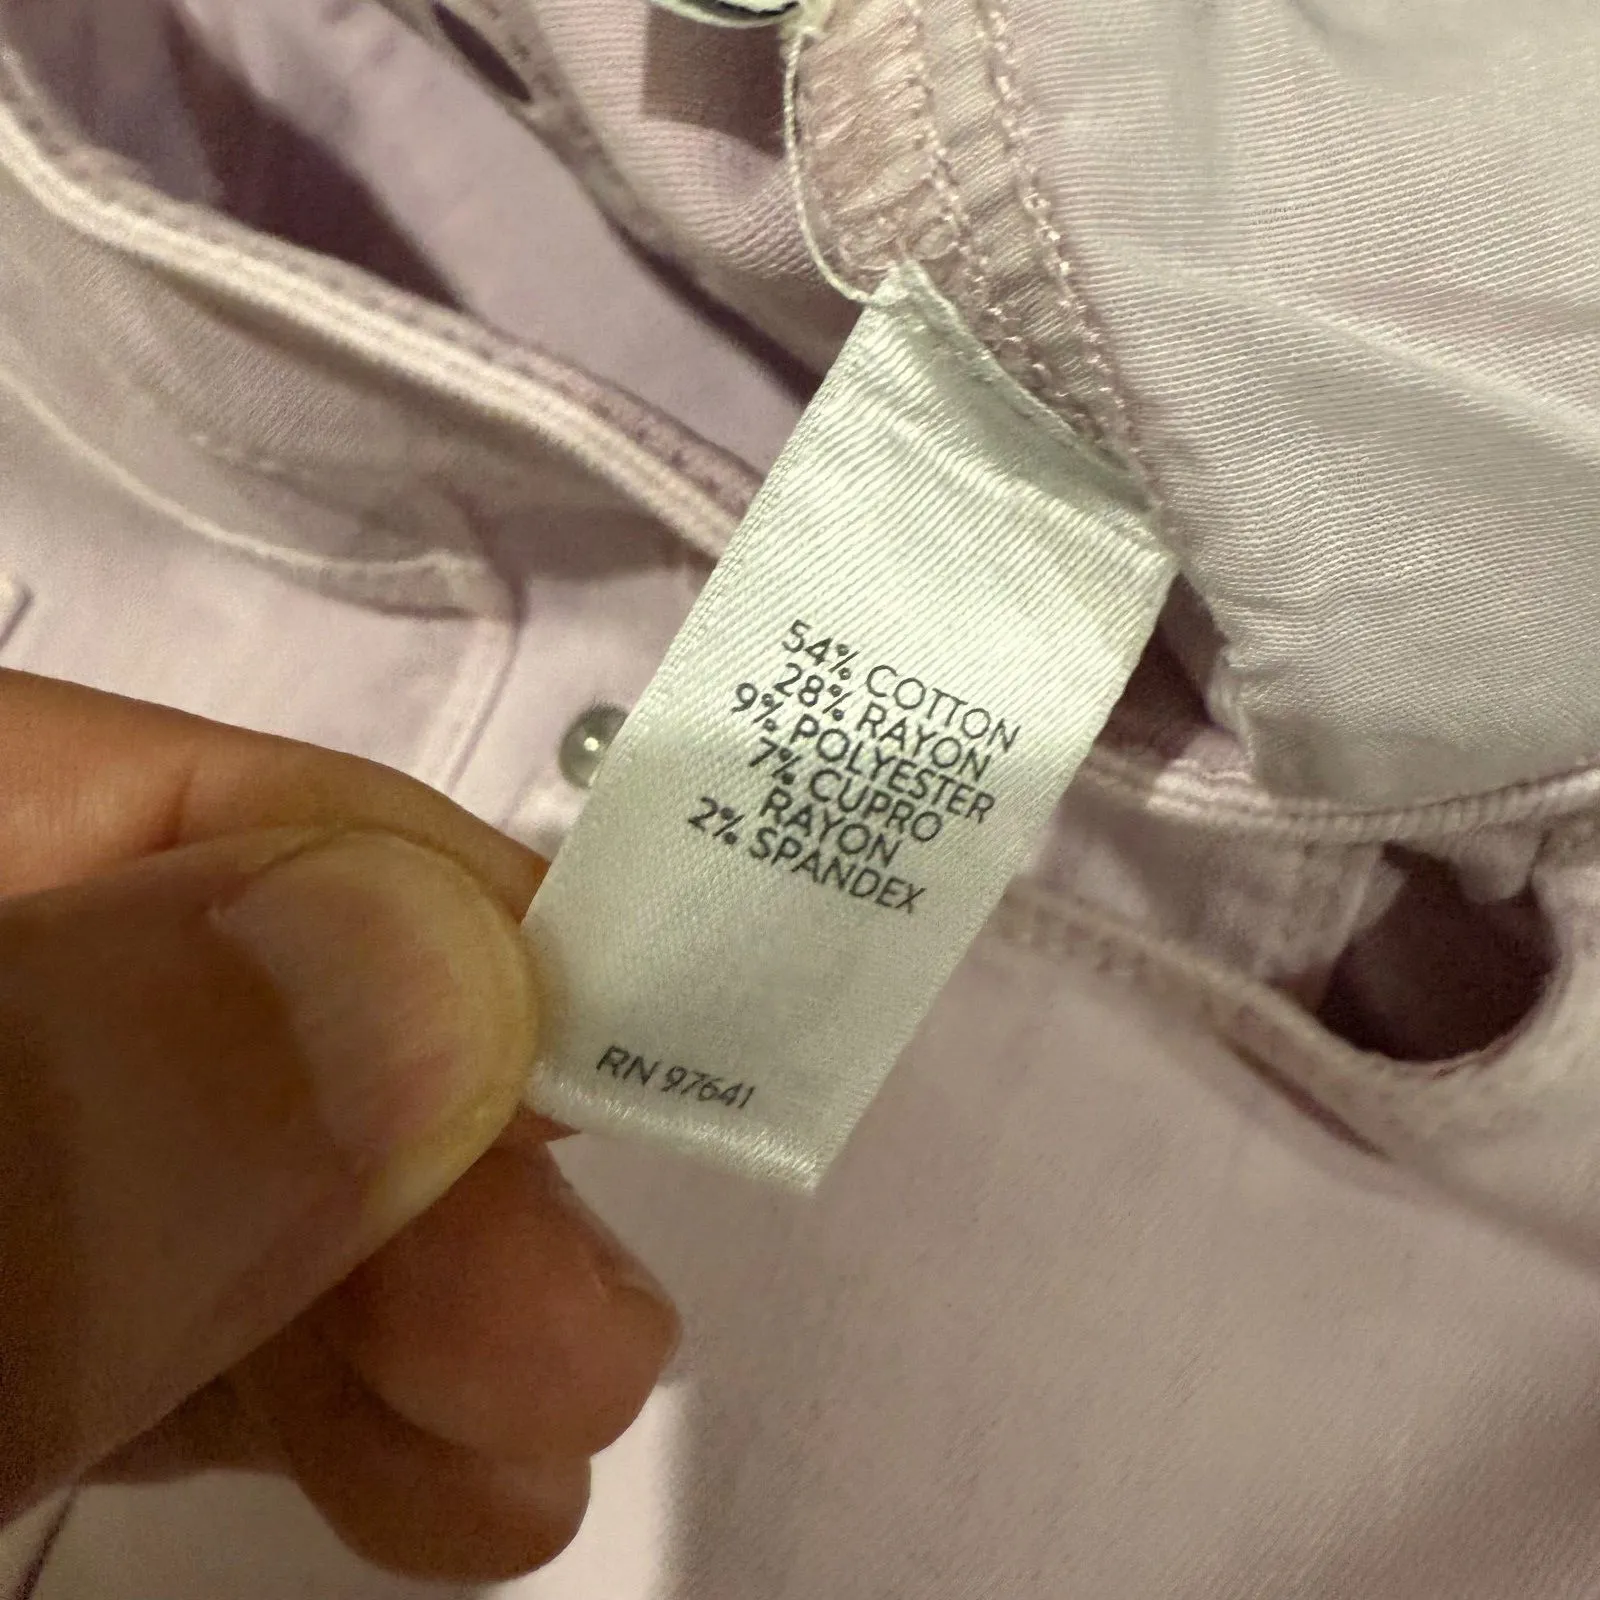 54% COTTON
28% RAYON
9% POLYESTER
7% CUPRO
RAYON
2% SPANDEX
RN 97641